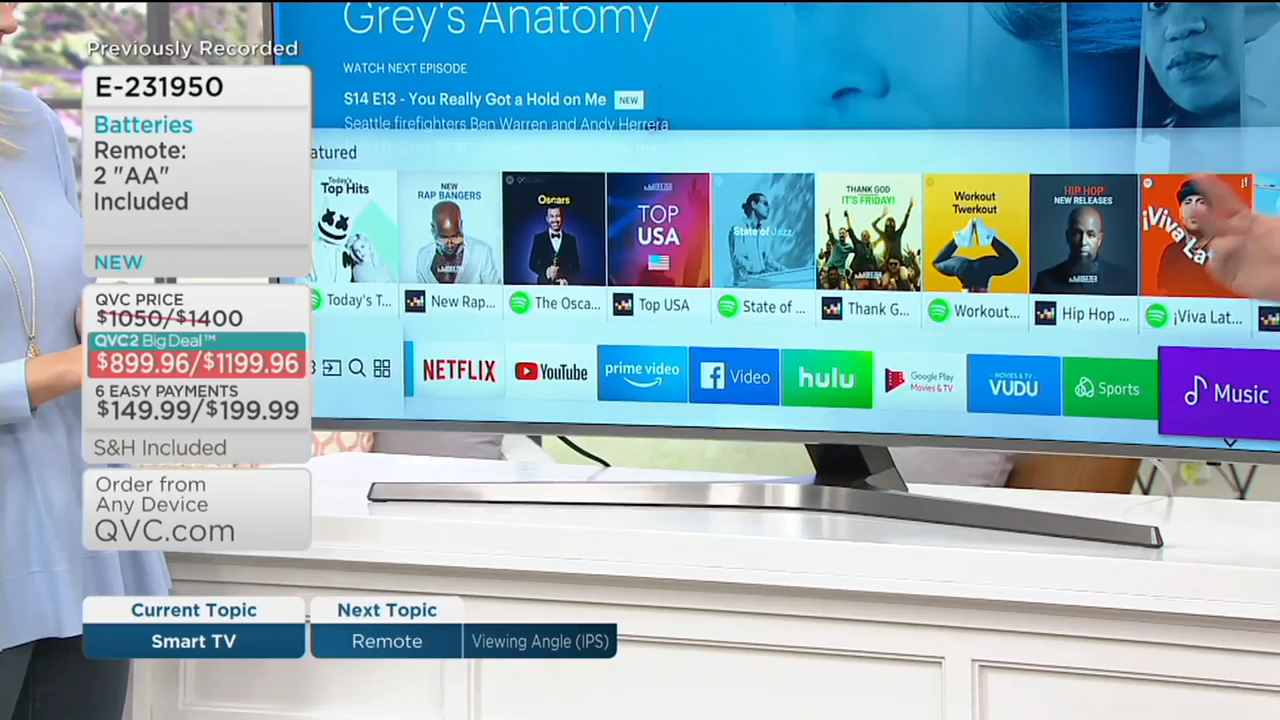 Previously Recorded
E-231950
Batteries
Remote:
2 "AA"
Included
NEW
QVC PRICE
$1050/$1400
QVC2 Big Deal™
$899.96/$1199.96
6 EASY PAYMENTS
$149.99/$199.99
S&H Included
Order from
Any Device
QVC.com
Current Topic
Smart TV
Next Topic
Remote
Viewing Angle (IPS)
Grey's Anatomy
WATCH NEXT EPISODE
S14 E13 - You Really Got a Hold on Me NEW
Seattle firefighters Ben Warren and Andy Herrera
atured
Today's
Top Hits
NEW
RAP BANGERS
Oscars
DEEZER
TOP
USA
State of Jazz
THANK GOD
IT'S FRIDAY!
DEEZER
Workout
Twerkout
HIP HOP
NEW RELEASES
DEEZER
¡Viva La
Today's T...
New Rap...
The Osca...
Top USA
State of ...
Thank G...
Workout...
Hip Hop ...
¡Viva Lat...
NETFLIX
YouTube
prime video
Video
hulu
Google Play
Movies & TV
MOVIES & TV
VUDU
Sports
Music